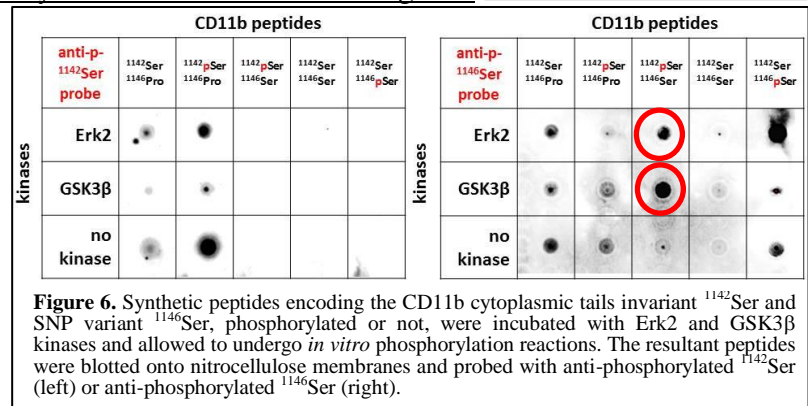 CD11b peptides
anti-p-
1142Ser
probe
1142Ser
1146Pro
1142pSer
1146Pro
1142pSer
1146Ser
1142Ser
1146Ser
1142Ser
1146pSer
kinases
Erk2
GSK3β
no
kinase
CD11b peptides
anti-p-
1146Ser
probe
1142Ser
1146Pro
1142pSer
1146Pro
1142pSer
1146Ser
1142Ser
1146Ser
1142Ser
1146pSer
kinases
Erk2
GSK3β
no
kinase
Figure 6. Synthetic peptides encoding the CD11b cytoplasmic tails invariant 1142Ser and
SNP variant 1146Ser, phosphorylated or not, were incubated with Erk2 and GSK3β
kinases and allowed to undergo in vitro phosphorylation reactions. The resultant peptides
were blotted onto nitrocellulose membranes and probed with anti-phosphorylated 1142Ser
(left) or anti-phosphorylated 1146Ser (right).